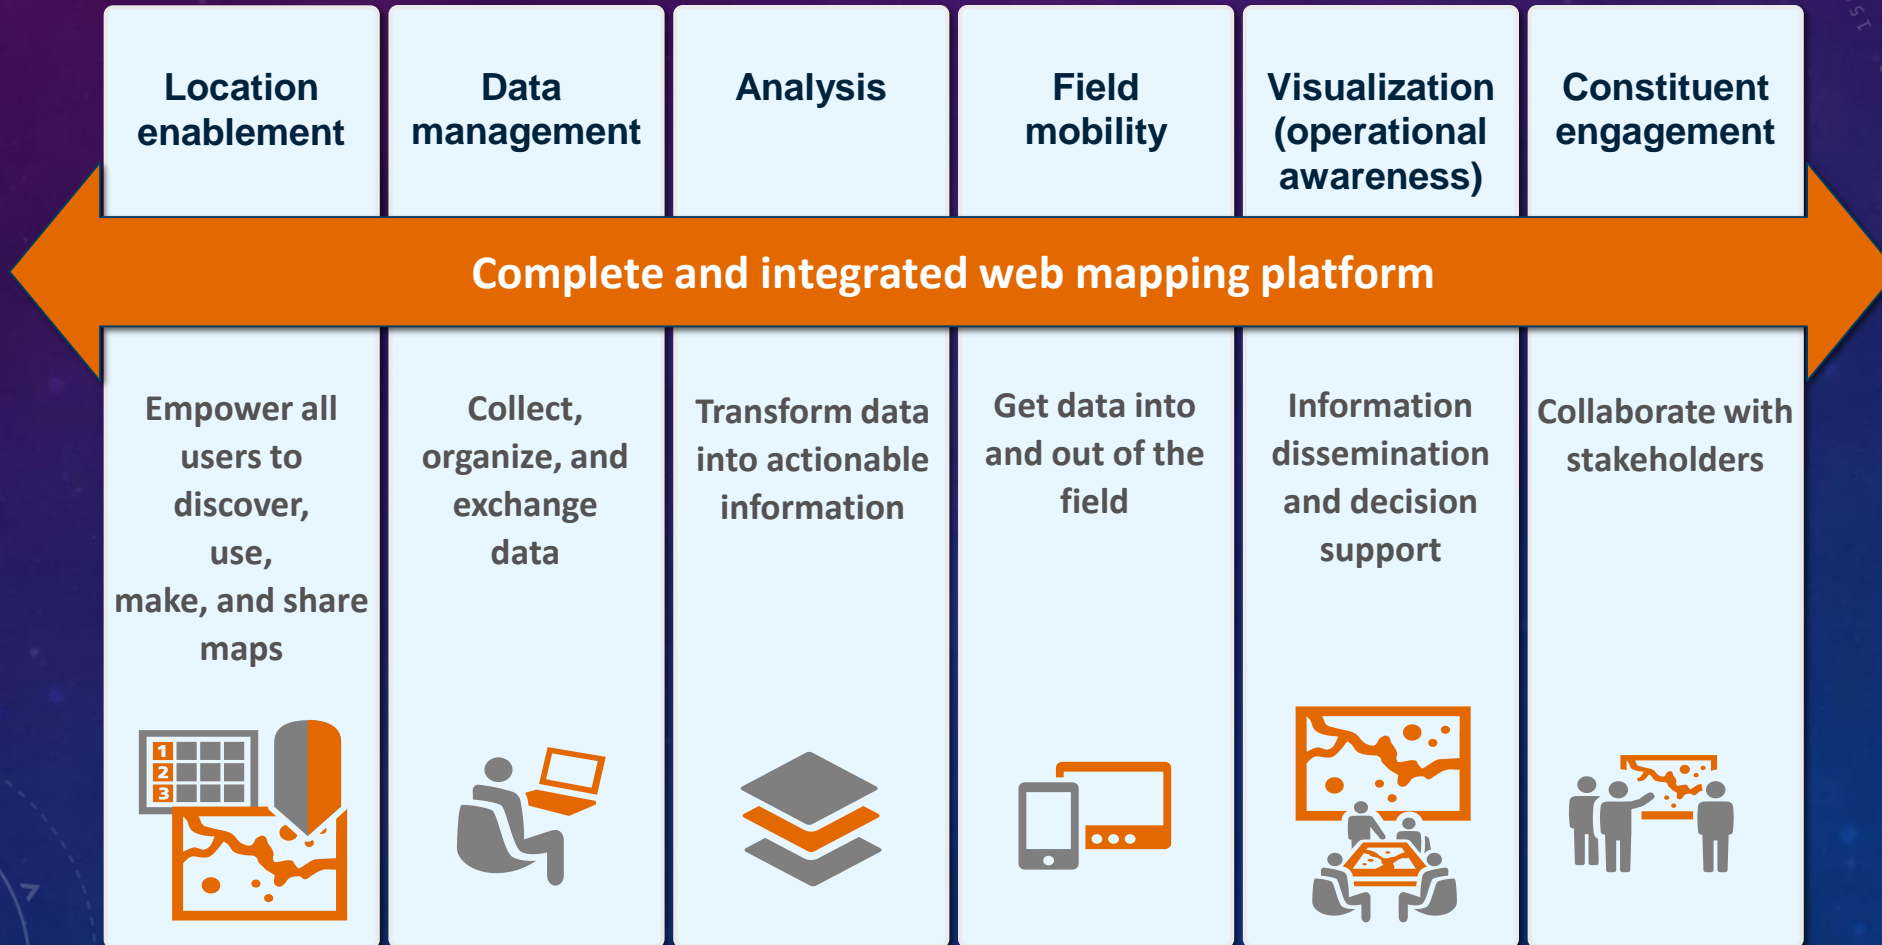 Location
enablement
Data
management
Analysis
Field
mobility
Visualization
(operational
awareness)
Constituent
engagement
Complete and integrated web mapping platform
Empower all
users to
discover,
use,
make, and share
maps
Collect,
organize, and
exchange
data
Transform data
into actionable
information
Get data into
and out of the
field
Information
dissemination
and decision
support
Collaborate with
stakeholders
1
2
3
15